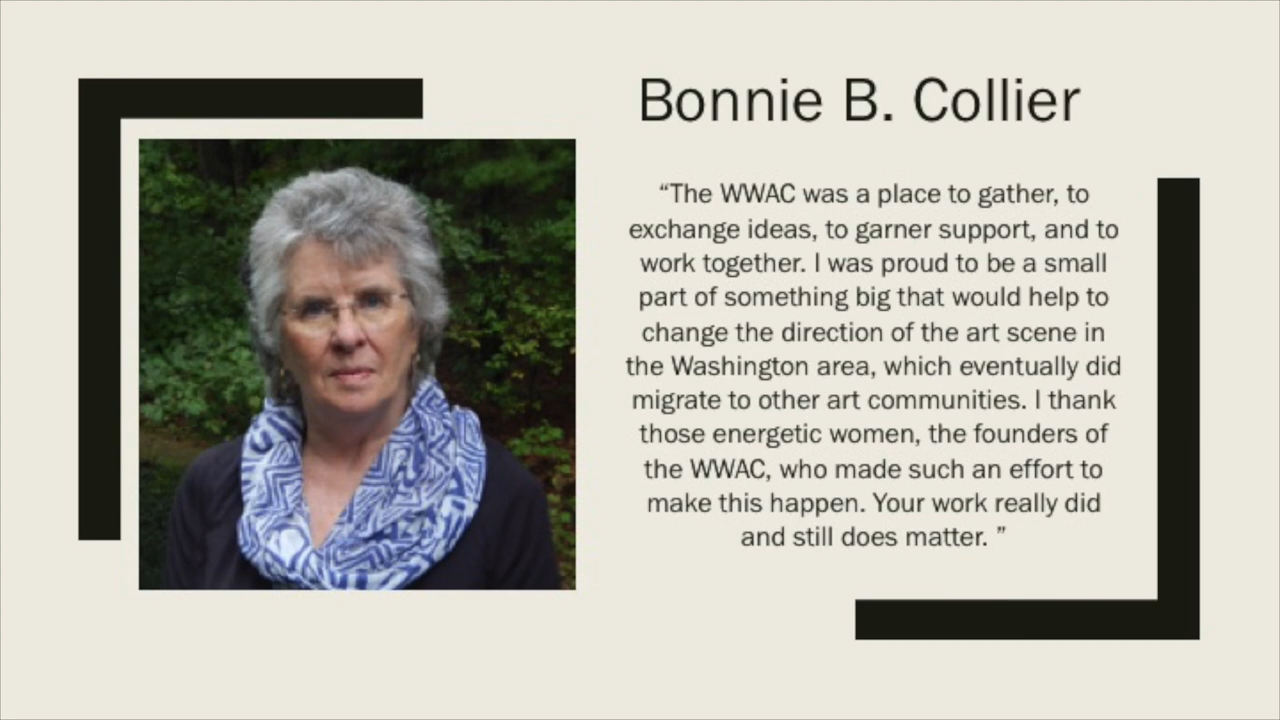 Bonnie B. Collier
“The WWAC was a place to gather, to
exchange ideas, to garner support, and to
work together. I was proud to be a small
part of something big that would help to
change the direction of the art scene in
the Washington area, which eventually did
migrate to other art communities. I thank
those energetic women, the founders of
the WWAC, who made such an effort to
make this happen. Your work really did
and still does matter. ”